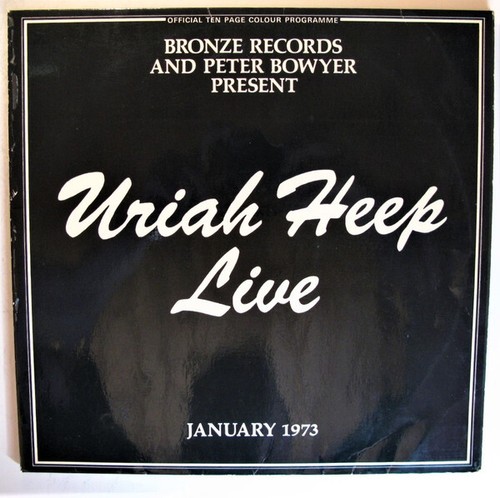 OFFICIAL TEN PAGE COLOUR PROGRAMME
BRONZE RECORDS
AND PETER BOWYER
PRESENT
Uriah Heep
Live
JANUARY 1973